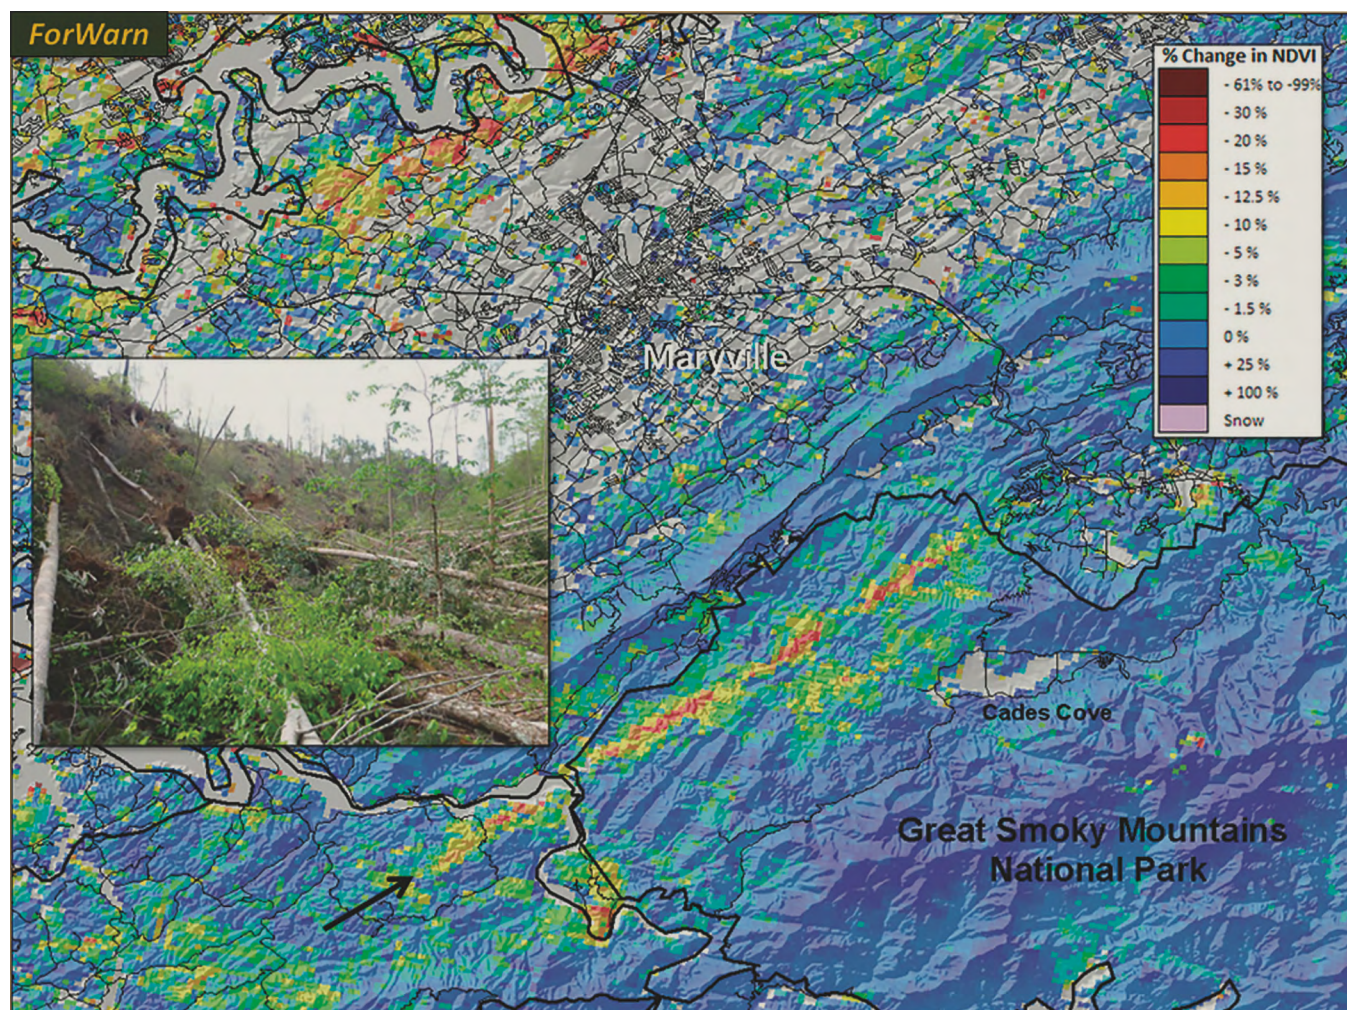 ForWarn
% Change in NDVI
- 61% to -99%
- 30 %
- 20 %
- 15 %
- 12.5 %
- 10 %
- 5 %
- 3 %
- 1.5 %
0 %
+ 25 %
+ 100 %
Snow
Maryville
Cades Cove
Great Smoky Mountains
National Park